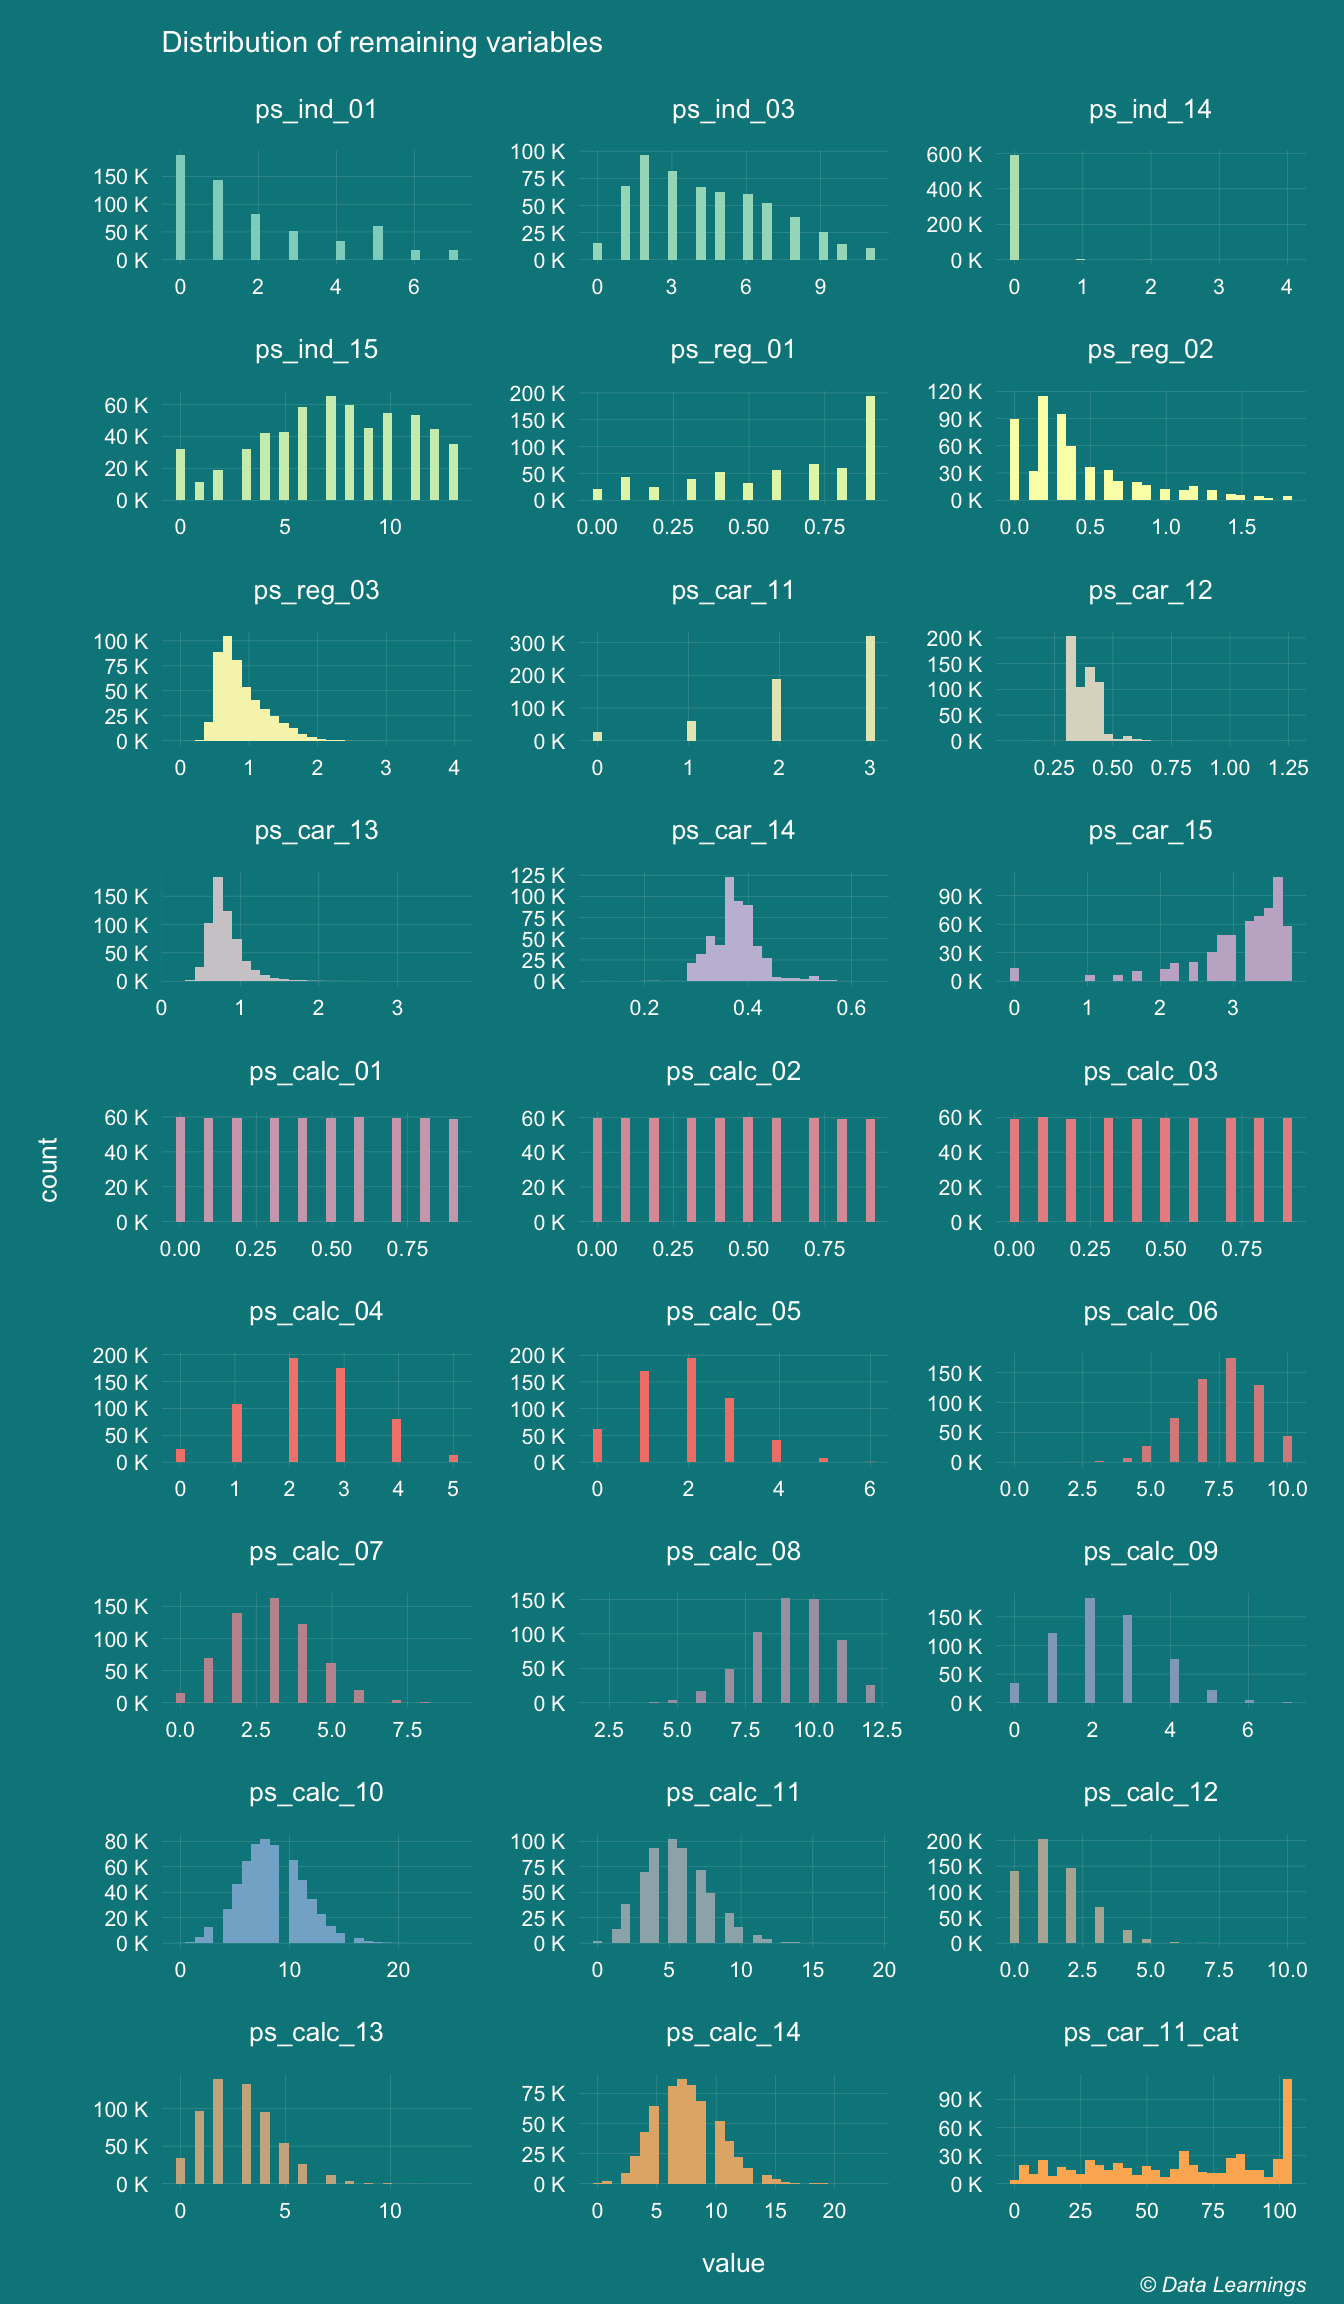 Distribution of remaining variables
ps_ind_01 ps_ind_03 ps_ind_14
150 K
100 K
50 K
0 K
0 2 4 6
100 K
75 K
50 K
25 K
0 K
0 3 6 9
600 K
400 K
200 K
0 K
0 1 2 3 4
ps_ind_15 ps_reg_01 ps_reg_02
60 K
40 K
20 K
0 K
0 5 10
200 K
150 K
100 K
50 K
0 K
0.00 0.25 0.50 0.75
120 K
90 K
60 K
30 K
0 K
0.0 0.5 1.0 1.5
ps_reg_03 ps_car_11 ps_car_12
100 K
75 K
50 K
25 K
0 K
0 1 2 3 4
300 K
200 K
100 K
0 K
0 1 2 3
200 K
150 K
100 K
50 K
0 K
0.25 0.50 0.75 1.00 1.25
ps_car_13 ps_car_14 ps_car_15
150 K
100 K
50 K
0 K
0 1 2 3
125 K
100 K
75 K
50 K
25 K
0 K
0.2 0.4 0.6
90 K
60 K
30 K
0 K
0 1 2 3
ps_calc_01 ps_calc_02 ps_calc_03
60 K
40 K
20 K
0 K
0.00 0.25 0.50 0.75
60 K
40 K
20 K
0 K
0.00 0.25 0.50 0.75
60 K
40 K
20 K
0 K
0.00 0.25 0.50 0.75
count
ps_calc_04 ps_calc_05 ps_calc_06
200 K
150 K
100 K
50 K
0 K
0 1 2 3 4 5
200 K
150 K
100 K
50 K
0 K
0 2 4 6
150 K
100 K
50 K
0 K
0.0 2.5 5.0 7.5 10.0
ps_calc_07 ps_calc_08 ps_calc_09
150 K
100 K
50 K
0 K
0.0 2.5 5.0 7.5
150 K
100 K
50 K
0 K
2.5 5.0 7.5 10.0 12.5
150 K
100 K
50 K
0 K
0 2 4 6
ps_calc_10 ps_calc_11 ps_calc_12
80 K
60 K
40 K
20 K
0 K
0 10 20
100 K
75 K
50 K
25 K
0 K
0 5 10 15 20
200 K
150 K
100 K
50 K
0 K
0.0 2.5 5.0 7.5 10.0
ps_calc_13 ps_calc_14 ps_car_11_cat
100 K
50 K
0 K
0 5 10
75 K
50 K
25 K
0 K
0 5 10 15 20
90 K
60 K
30 K
0 K
0 25 50 75 100
value
© Data Learnings